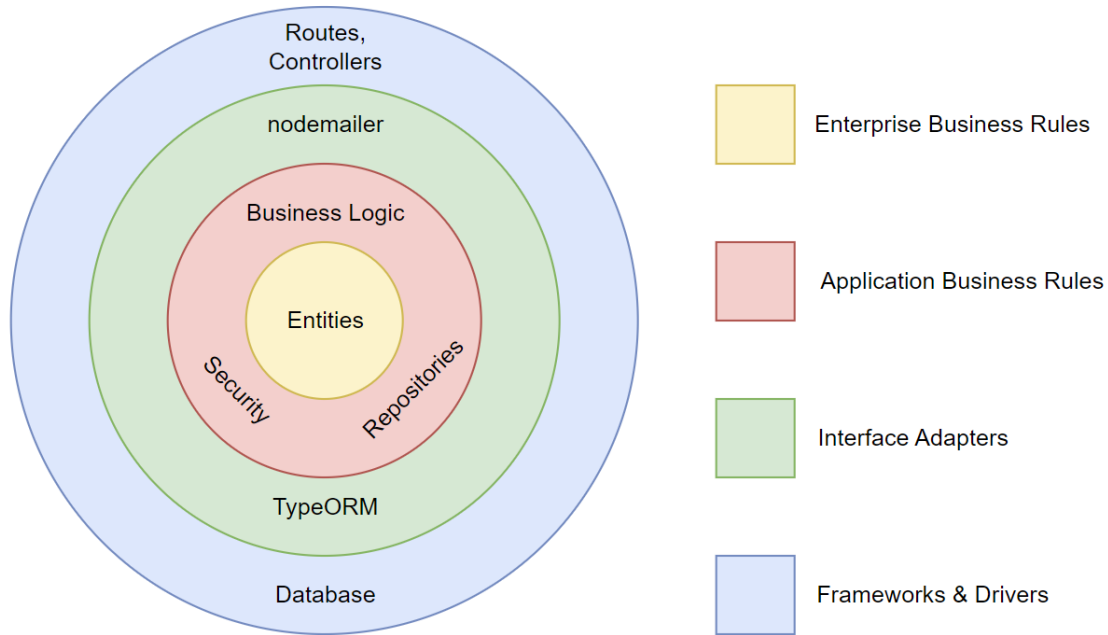 Routes,
Controllers
nodemailer
Business Logic
Entities
Security
Repositories
TypeORM
Database
Enterprise Business Rules
Application Business Rules
Interface Adapters
Frameworks & Drivers